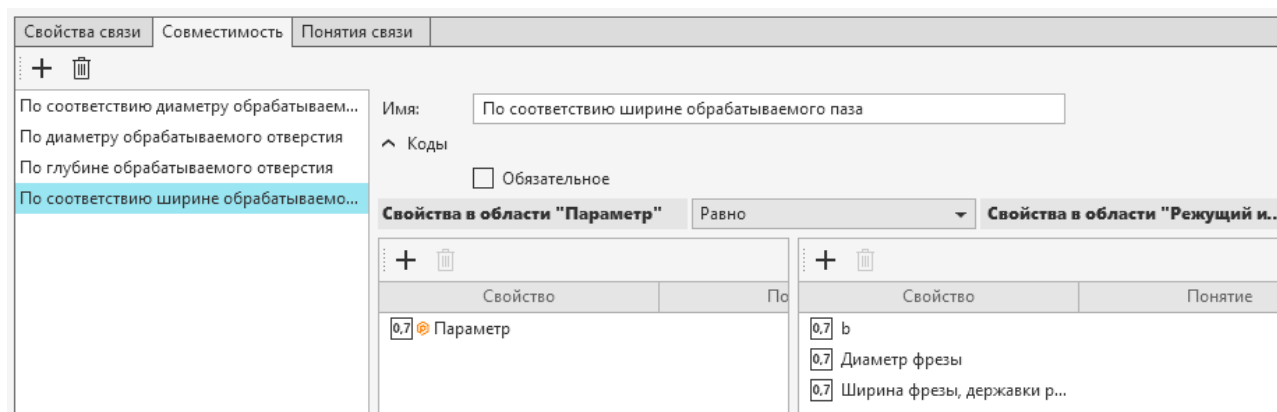 Свойства связи Совместимость Понятия связи
По соответствию диаметру обрабатываем...
По диаметру обрабатываемого отверстия
По глубине обрабатываемого отверстия
По соответствию ширине обрабатываемо...
Имя: По соответствию ширине обрабатываемого паза
Коды
Обязательное
Свойства в области "Параметр" Равно Свойства в области "Режущий и...
Свойство По
0,7 Параметр
Свойство Понятие
0,7 b
0,7 Диаметр фрезы
0,7 Ширина фрезы, державки р...